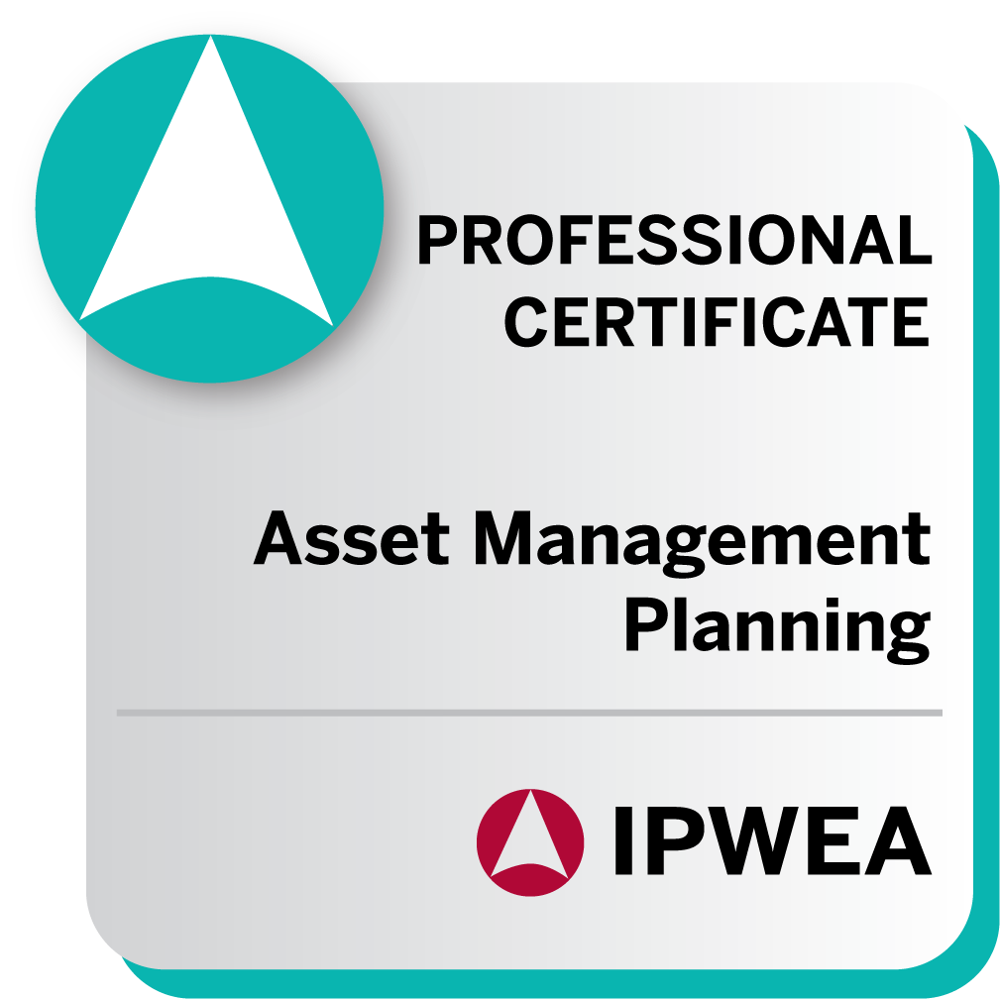 PROFESSIONAL
CERTIFICATE
Asset Management
Planning
IPWEA